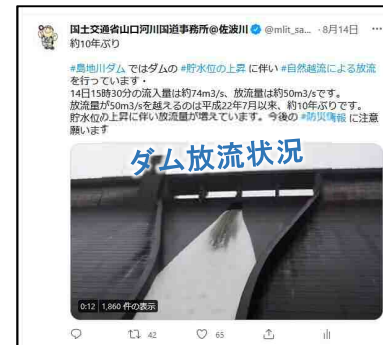 国土交通省山口河川国道事務所@佐波川 @mlit_sa... ・8月14日 …
約10年ぶり
#島地川ダム ではダムの #貯水位の上昇 に伴い #自然越流による放流
を行っています・
14日15時30分の流入量は約74m3/s、放流量は約50m3/sです。
放流量が50m3/sを越えるのは平成22年7月以来、約10年ぶりです。
貯水位の上昇に伴い放流量が増えています。今後の #防災情報 に注意
願います
ダム放流状況
0:12 1,860 件の表示
42 65